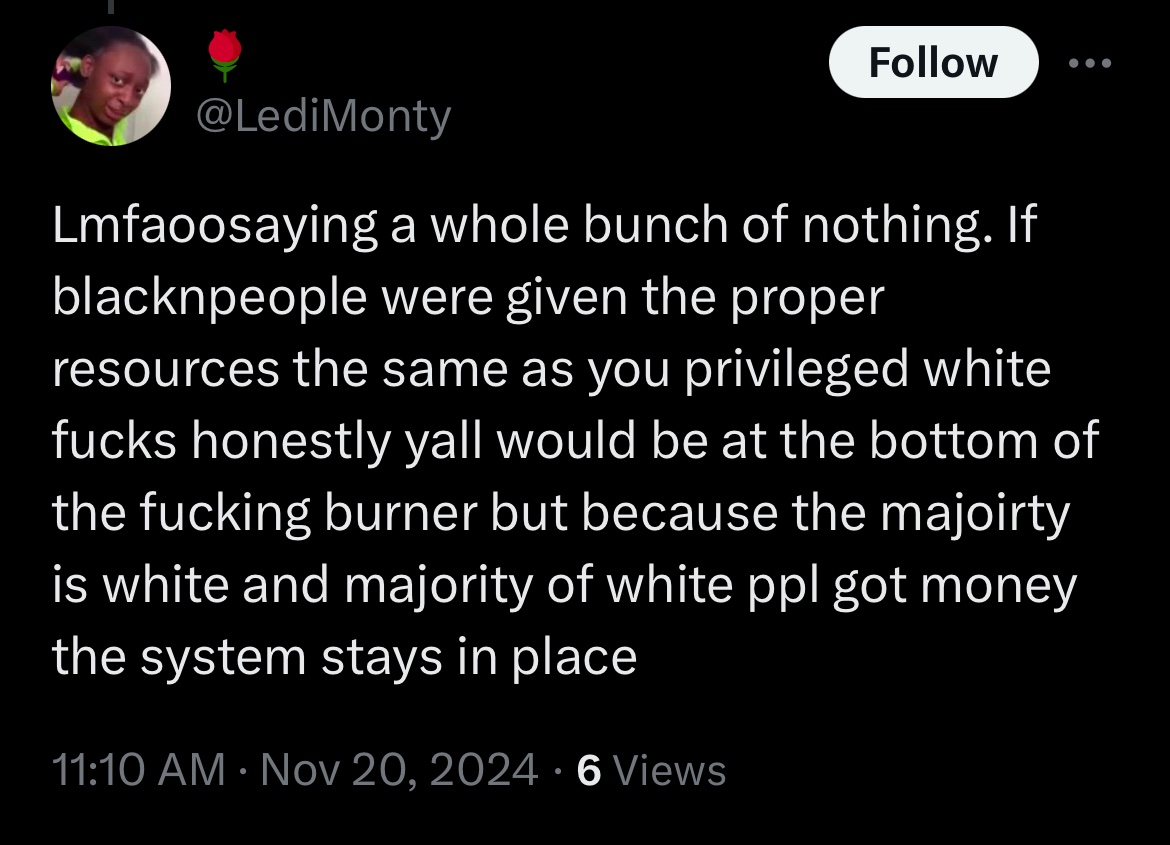 🌹
Follow
@LediMonty
Lmfaoosaying a whole bunch of nothing. If
blacknpeople were given the proper
resources the same as you privileged white
fucks honestly yall would be at the bottom of
the fucking burner but because the majoirty
is white and majority of white ppl got money
the system stays in place
11:10 AM · Nov 20, 2024 · 6 Views